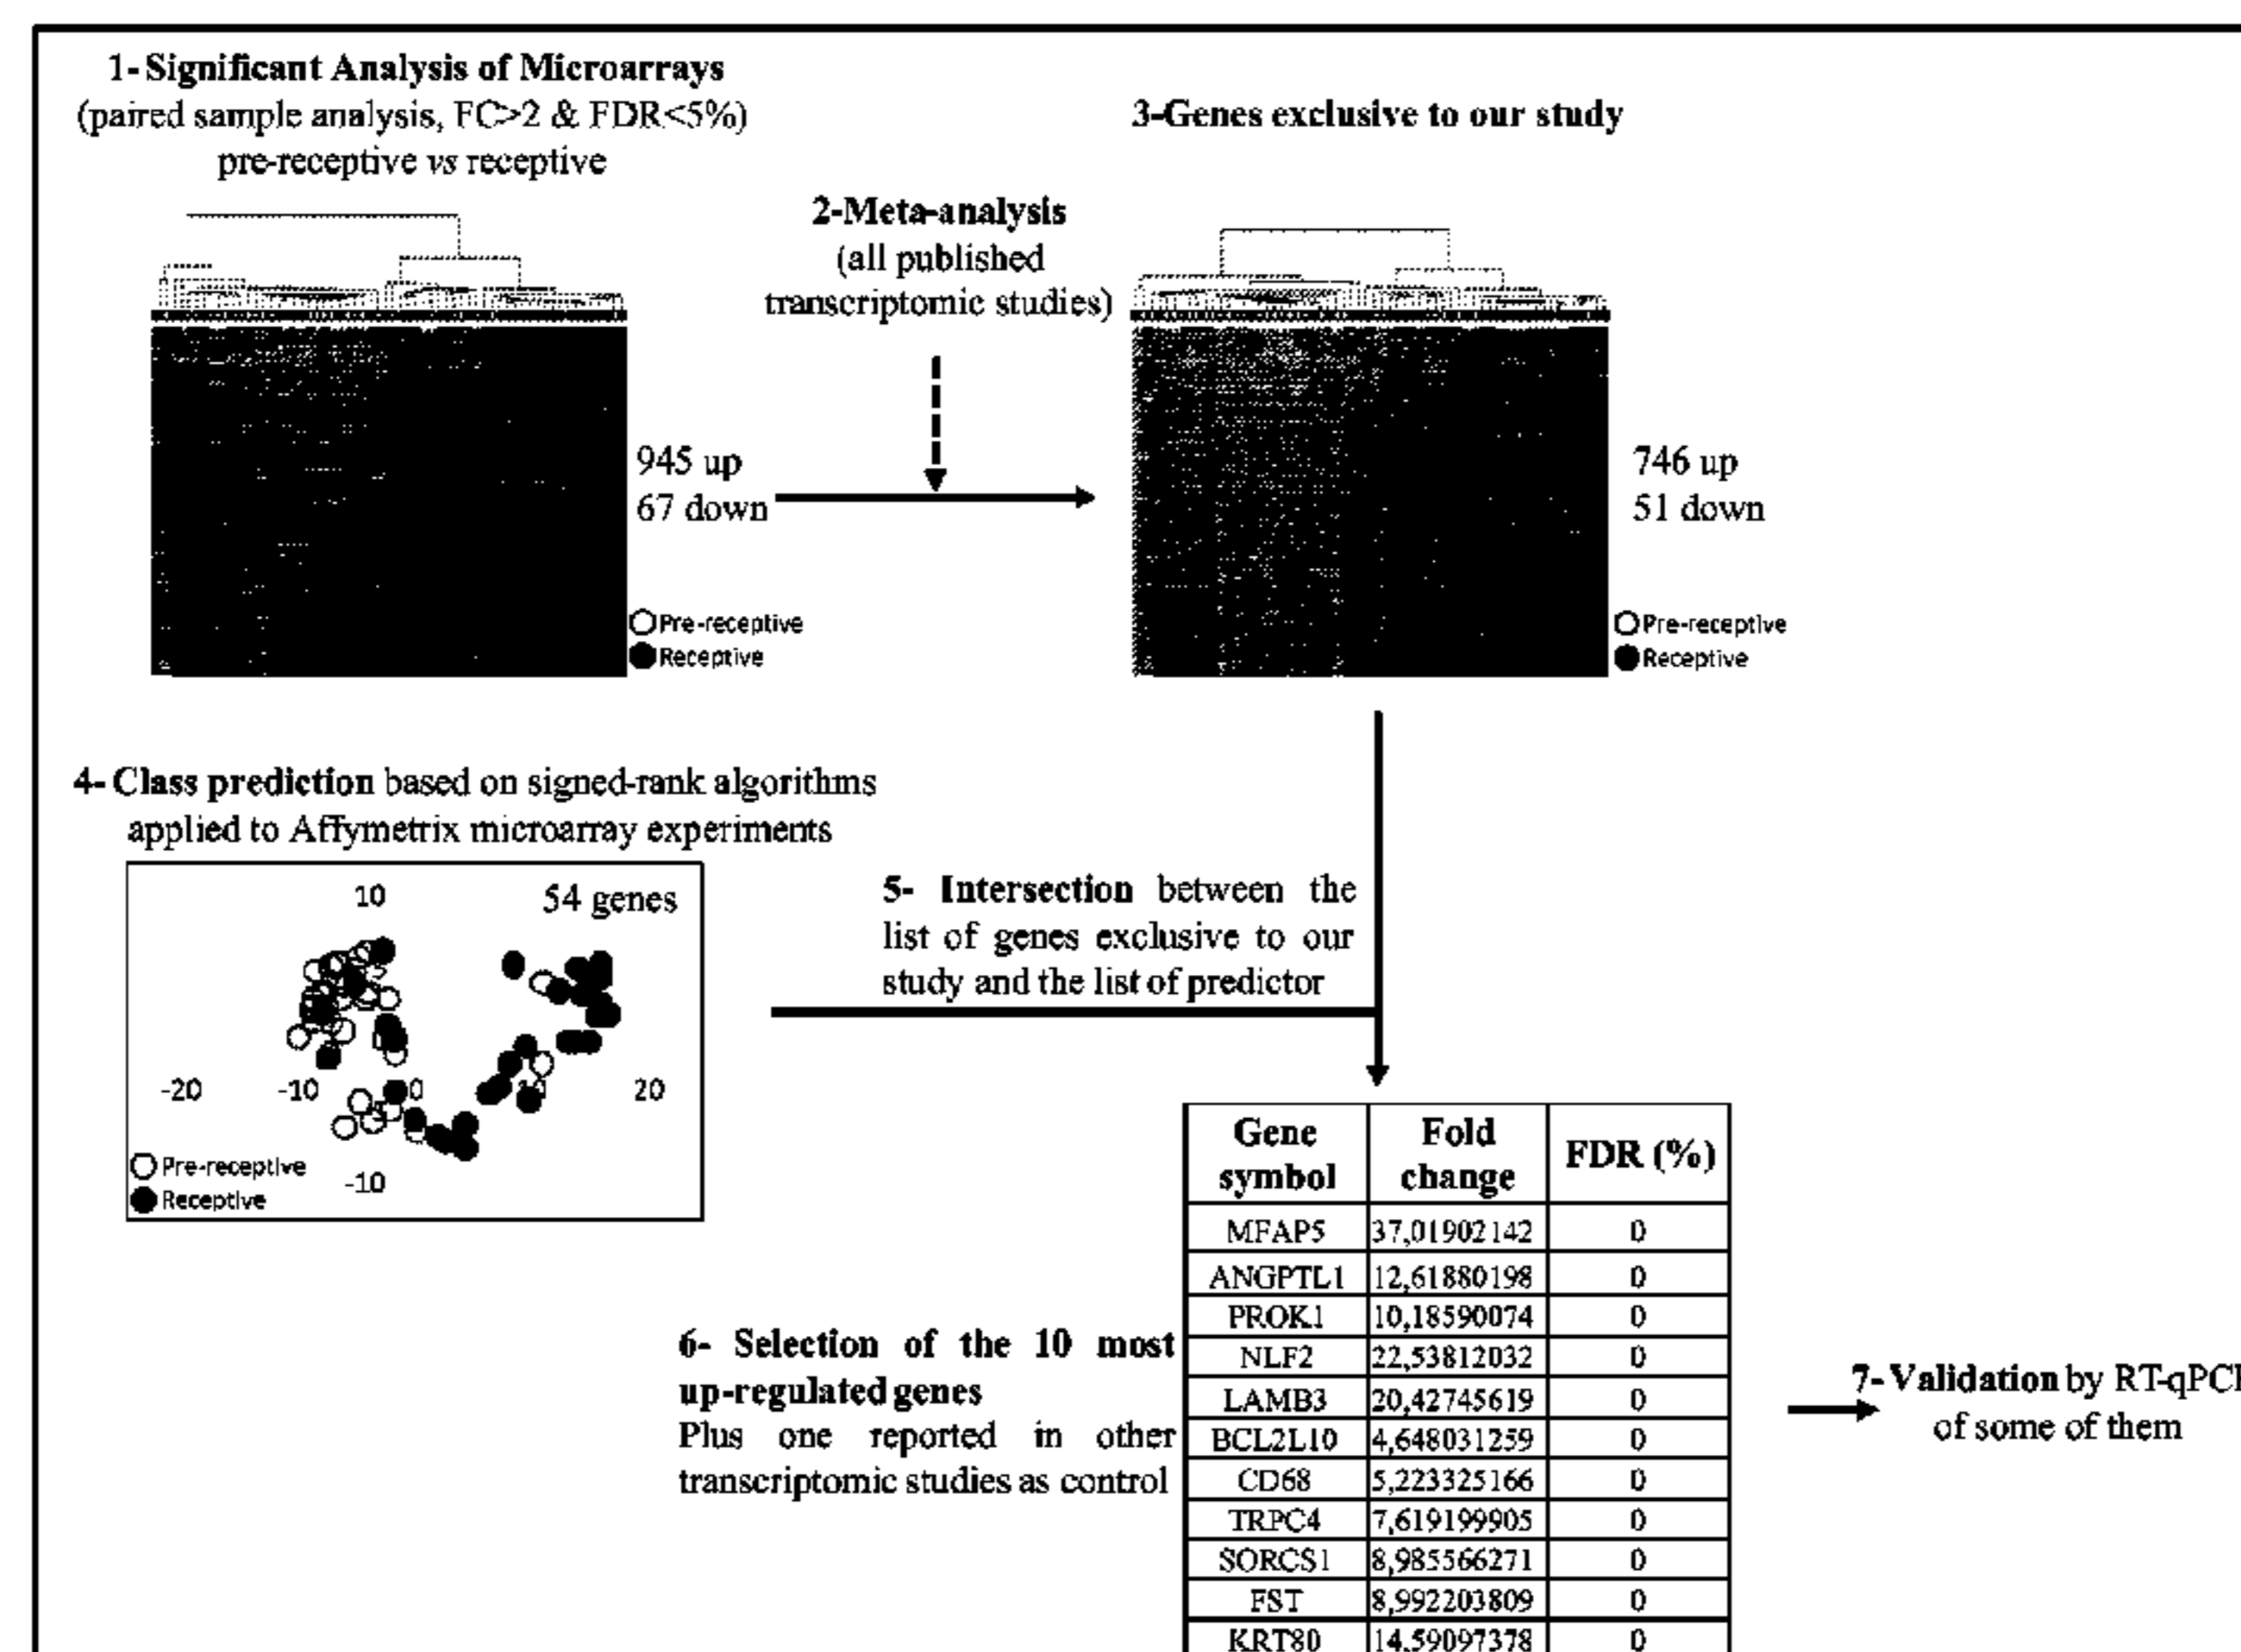 1- Significant Analysis of Microarrays
(paired sample analysis, FC>2 & FDR<5%)
pre-receptive vs receptive
945 up
67 down
Pre-receptive
Receptive
2-Meta-analysis
(all published
transcriptomic studies)
3-Genes exclusive to our study
746 up
51 down
Pre-receptive
Receptive
4- Class prediction based on signed-rank algorithms
applied to Affymetrix microarray experiments
10
54 genes
-20 -10 0 10 20
-10
Pre-receptive
Receptive
5- Intersection between the
list of genes exclusive to our
study and the list of predictor
6- Selection of the 10 most
up-regulated genes
Plus one reported in other
transcriptomic studies as control
Gene symbol Fold change FDR (%)
MFAP5 37,01902142 0
ANGPTL1 12,61880198 0
PROK1 10,18590074 0
NLF2 22,53812032 0
LAMB3 20,42745619 0
BCL2L10 4,648031259 0
CD68 5,223325166 0
TRPC4 7,619199905 0
SORCS1 8,985566271 0
FST 8,992203809 0
KRT80 14,59097378 0
7- Validation by RT-qPCR
of some of them